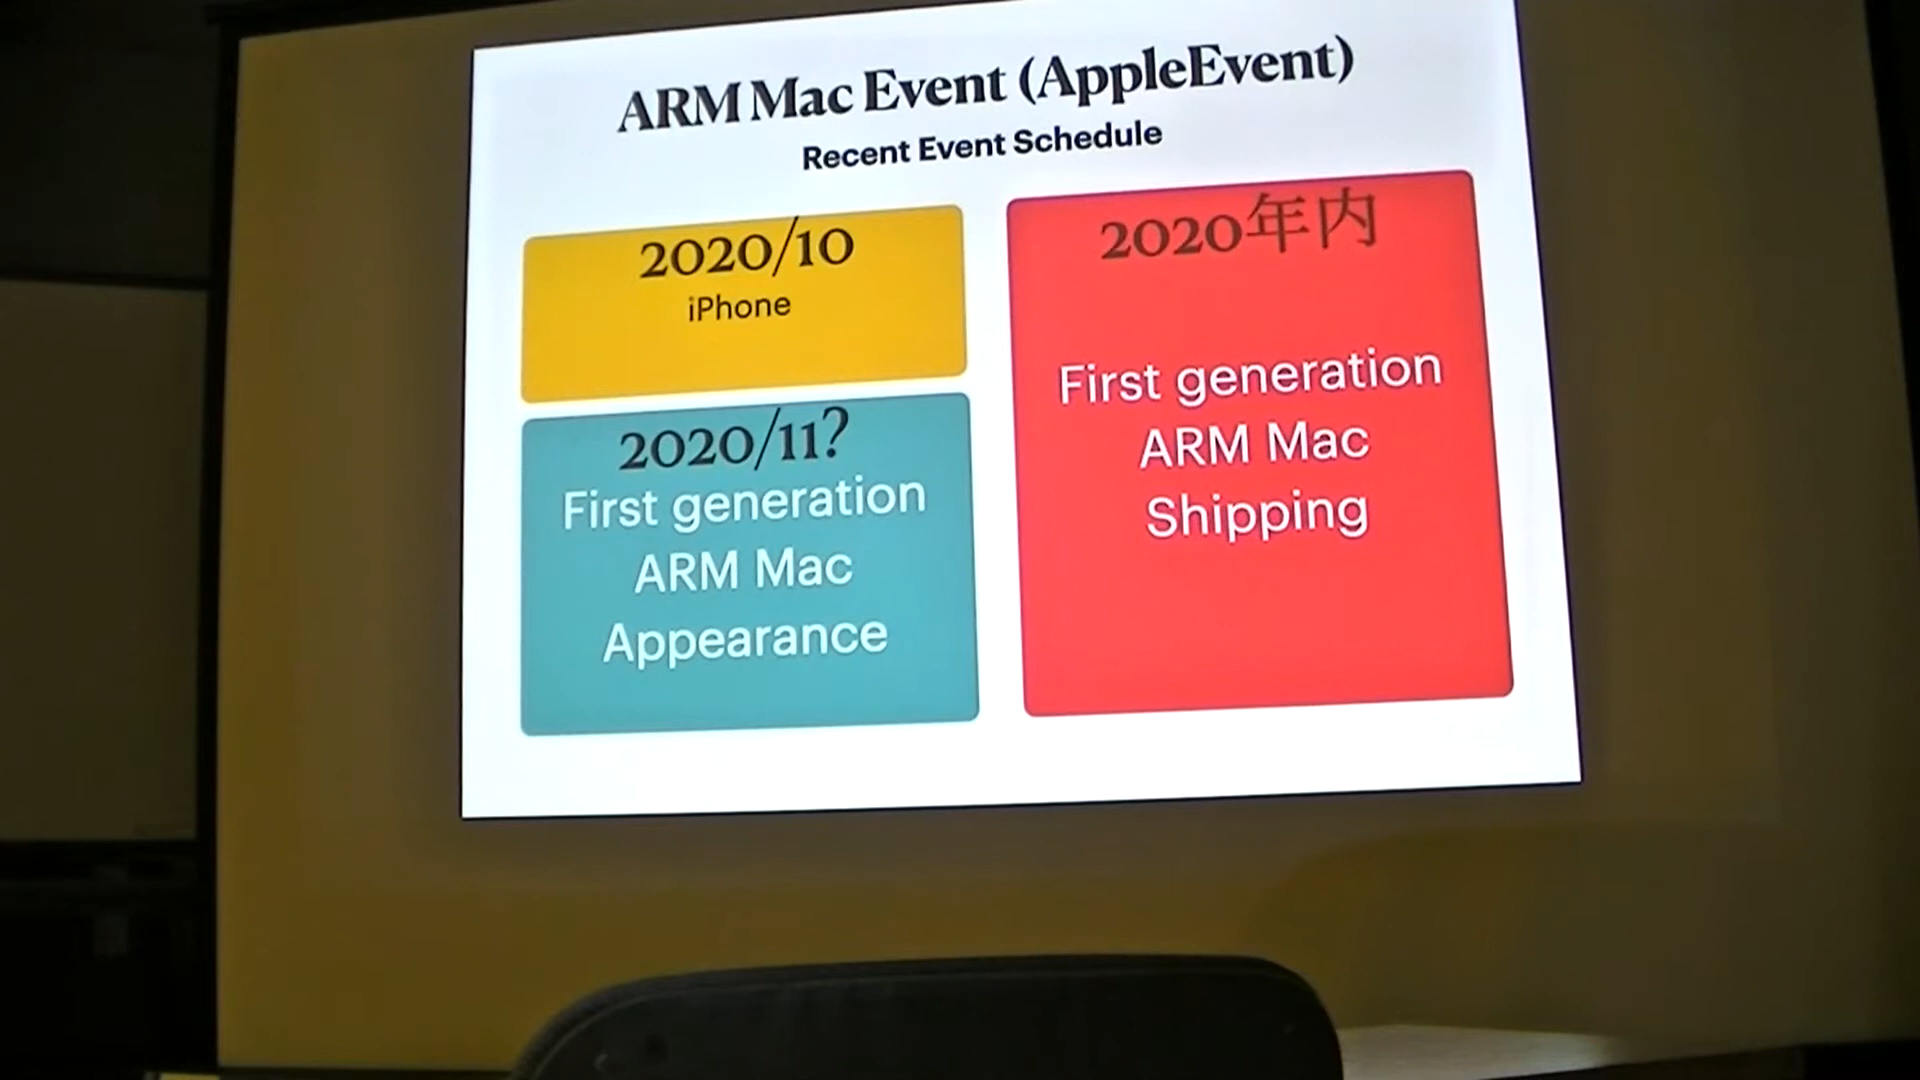 ARM Mac Event (AppleEvent)
Recent Event Schedule
2020/10
iPhone
2020/11?
First generation
ARM Mac
Appearance
2020年内
First generation
ARM Mac
Shipping